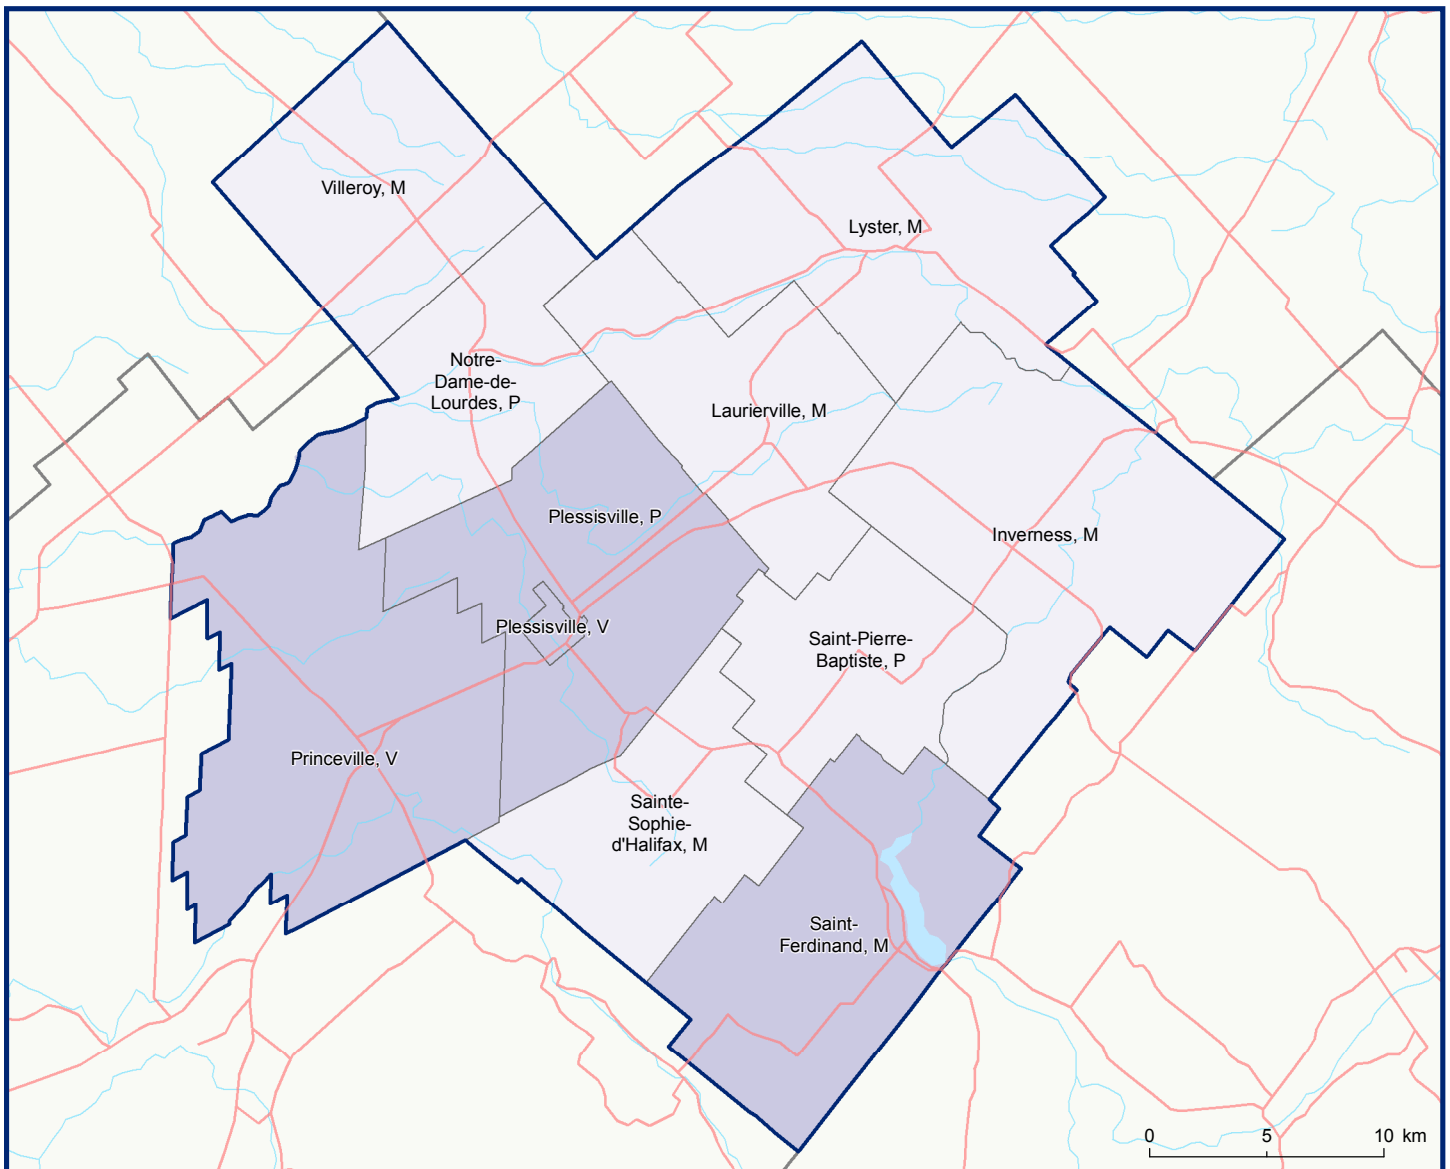 Villeroy, M
Lyster, M
Notre-
Dame-de-
Lourdes, P
Laurierville, M
Plessisville, P
Inverness, M
Plessisville, V
Saint-Pierre-
Baptiste, P
Princeville, V
Sainte-
Sophie-
d'Halifax, M
Saint-
Ferdinand, M
0 5 10 km